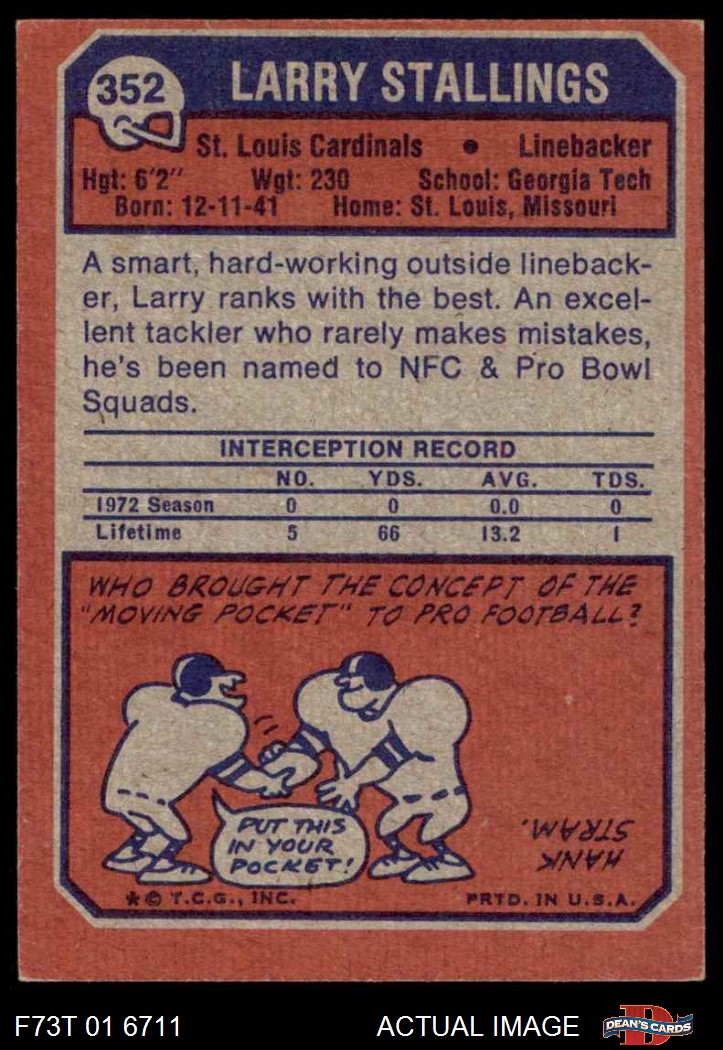 352
LARRY STALLINGS
St. Louis Cardinals • Linebacker
Hgt: 6'2" Wgt: 230 School: Georgia Tech
Born: 12-11-41 Home: St. Louis, Missouri
A smart, hard-working outside lineback-
er, Larry ranks with the best. An excel-
lent tackler who rarely makes mistakes,
he's been named to NFC & Pro Bowl
Squads.
INTERCEPTION RECORD
NO. YDS. AVG. TDS.
1972 Season 0 0 0.0 0
Lifetime 5 66 13.2 1
WHO BROUGHT THE CONCEPT OF THE
"MOVING POCKET" TO PRO FOOTBALL?
PUT THIS
IN YOUR
POCKET!
HANK
STRAM.
* © T.C.G., INC. PRTD. IN U.S.A.
F73T 01 6711 ACTUAL IMAGE
D
DEAN'S CARDS